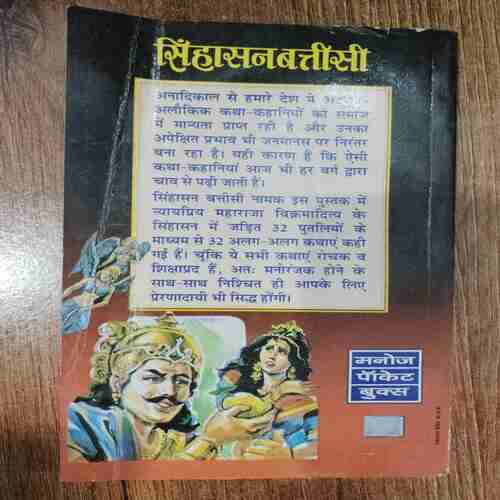 सिंहासनबत्तीसी
अनादिकाल से हमारे देश में
अलौकिक कथा-कहानियों को समाज
में मान्यता प्राप्त रही है और उनका
अपेक्षित प्रभाव भी जनमानस पर निरंतर
बना रहा है। यही कारण है कि ऐसी
कथा-कहानियां आज भी हर वर्ग द्वारा
चाव से पढ़ी जाती हैं।
सिंहासन बत्तीसी नामक इस पुस्तक में
न्यायप्रिय महाराजा विक्रमादित्य के
सिंहासन में जड़ित 32 पुतलियों के
माध्यम से 32 अलग-अलग कथाएं कही
गई हैं। चूंकि ये सभी कथाएं रोचक व
शिक्षाप्रद हैं, अतः मनोरंजक होने के
साथ-साथ निश्चित ही आपके लिए
प्रेरणादायी भी सिद्ध होंगी।
मनोज
पॉकेट
बुक्स